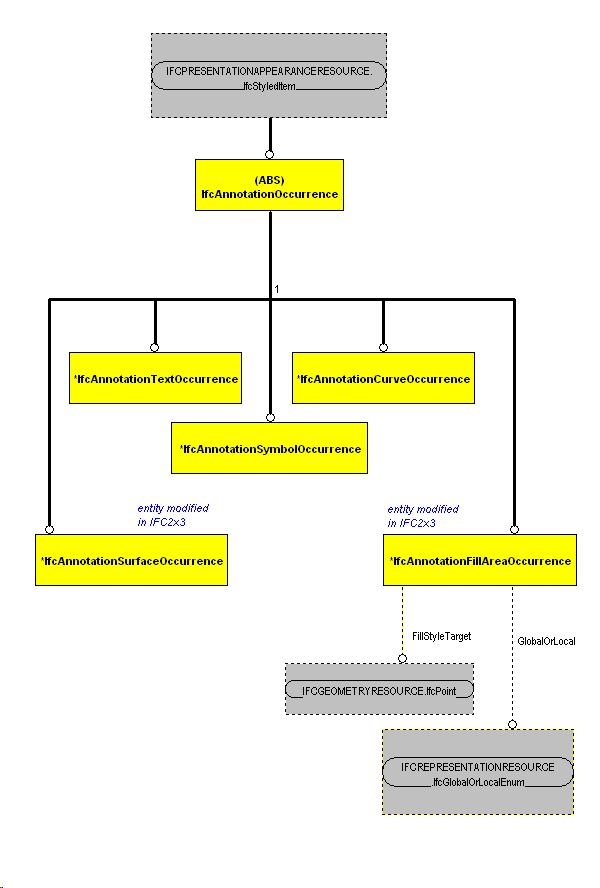 IFCPRESENTATIONAPPEARANCERESOURCE.
IfcStyledItem
(ABS)
IfcAnnotationOccurrence
1
*IfcAnnotationTextOccurrence
*IfcAnnotationCurveOccurrence
*IfcAnnotationSymbolOccurrence
entity modified
in IFC2x3
entity modified
in IFC2x3
*IfcAnnotationSurfaceOccurrence
*IfcAnnotationFillAreaOccurrence
FillStyleTarget
GlobalOrLocal
IFCGEOMETRYRESOURCE.IfcPoint
IFCREPRESENTATIONRESOURCE
.IfcGlobalOrLocalEnum